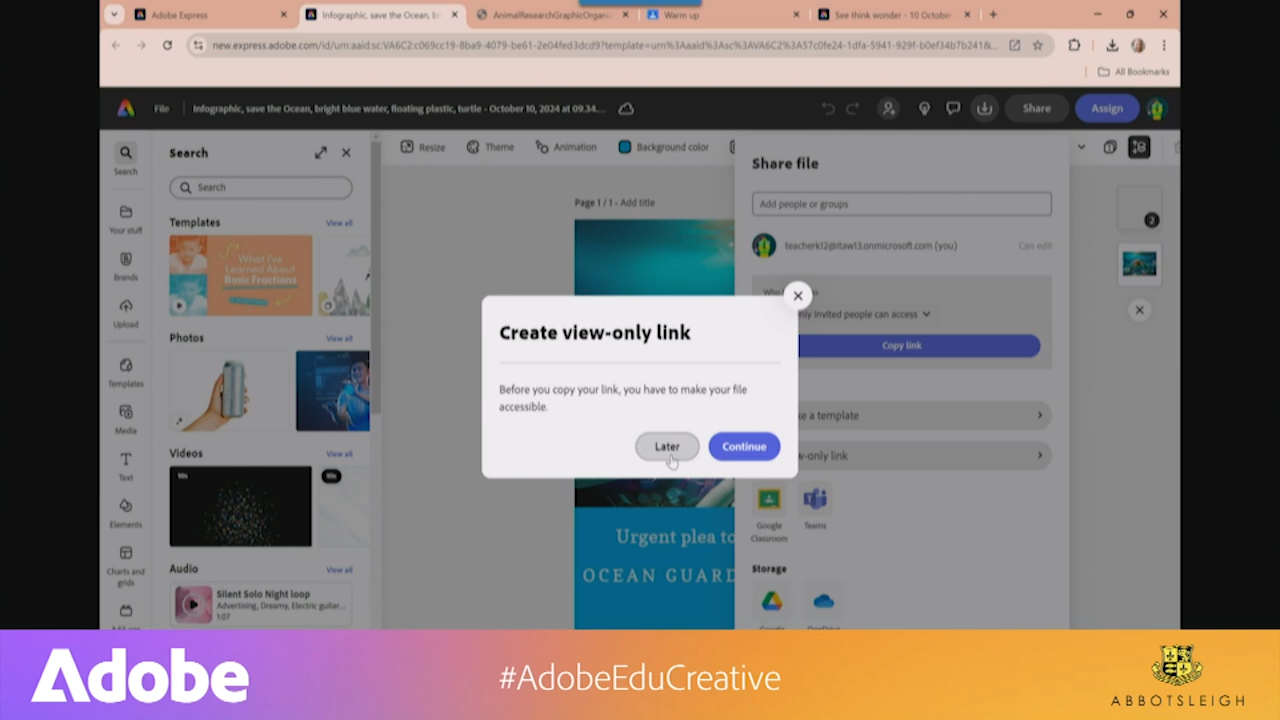 Adobe Express
Infographic, save the Ocean, b
AnimalResearchGraphicOrgan
Warm up
See think wonder - 10 October
new.express.adobe.com/id/urn:aaid:sc:VA6C2:c069cc19-8ba9-4079-be61-2e04fed3dcd9?template=urn%3Aaaid%3Asc%3AVA6C2%3A57c0fe24-1dfa-5941-929f-b0ef34b7b241&...
All Bookmarks
File
Infographic, save the Ocean, bright blue water, floating plastic, turtle - October 10, 2024 at 09.34....
Share
Assign
Search
Search
Resize
Theme
Animation
Background color
Share file
Search
Templates
View all
Page 1 / 1 - Add title
Add people or groups
2
Your stuff
What I've
Learned About
Basic Fractions
teacherk12@itaw13.onmicrosoft.com (you)
Can edit
Brands
Upload
only invited people can access
Create view-only link
Photos
View all
Copy link
Templates
Before you copy your link, you have to make your file
accessible.
e a template
Media
Later
Continue
w-only link
Videos
View all
Text
10s
10s
Elements
Google
Classroom
Teams
Urgent plea to
Charts and
grids
Audio
View all
OCEAN GUARD
Storage
Silent Solo Night loop
Advertising, Dreamy, Electric guitar...
1:07
Adobe
#AdobeEduCreative
ABBOTSLEIGH